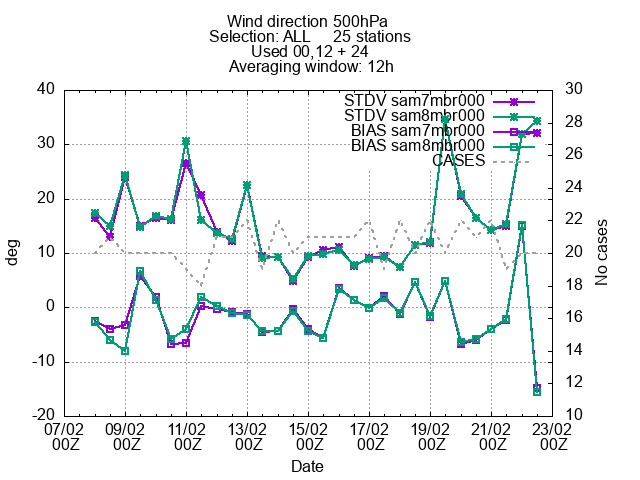 Wind direction 500hPa
Selection: ALL 25 stations
Used 00,12 + 24
Averaging window: 12h
STDV sam7mbr000
STDV sam8mbr000
BIAS sam7mbr000
BIAS sam8mbr000
CASES
deg
40
30
20
10
0
-10
-20
No cases
30
28
26
24
22
20
18
16
14
12
10
07/02 09/02 11/02 13/02 15/02 17/02 19/02 21/02 23/02
00Z 00Z 00Z 00Z 00Z 00Z 00Z 00Z 00Z
Date